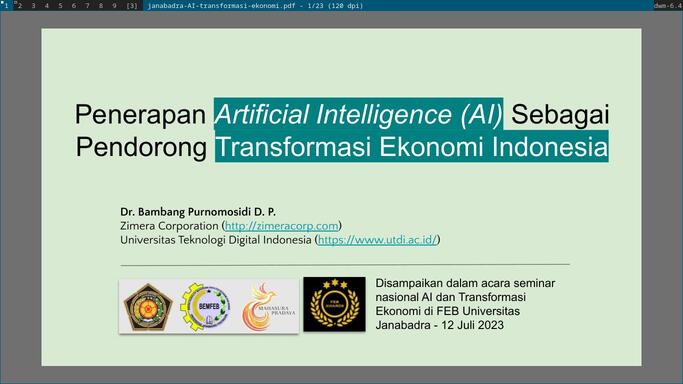 1 2 3 4 5 6 7 8 9 [3] janabadra-AI-transformasi-ekonomi.pdf - 1/23 (120 dpi) dwm-6.4
Penerapan Artificial Intelligence (AI) Sebagai
Pendorong Transformasi Ekonomi Indonesia
Dr. Bambang Purnomosidi D. P.
Zimera Corporation (http://zimeracorp.com)
Universitas Teknologi Digital Indonesia (https://www.utdi.ac.id/)
BEMFEB
MAHASURA
PRADAYA
FEB
AWARDS
Disampaikan dalam acara seminar
nasional AI dan Transformasi
Ekonomi di FEB Universitas
Janabadra - 12 Juli 2023